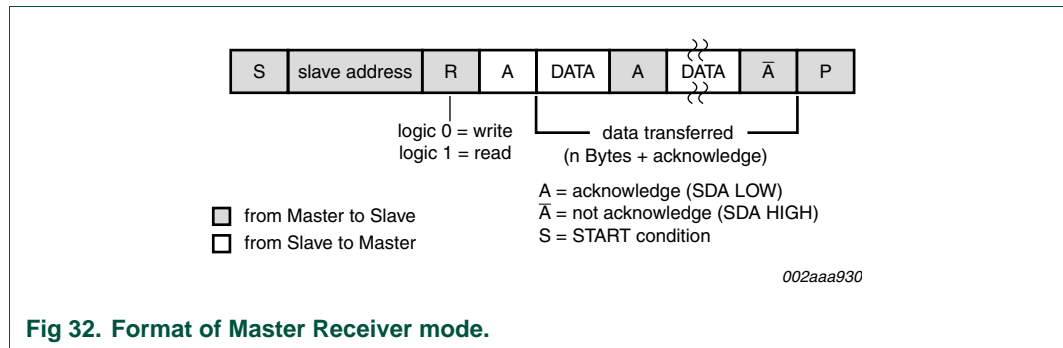 S slave address R A DATA A DATA A̅ P
logic 0 = write
logic 1 = read
data transferred
(n Bytes + acknowledge)
A = acknowledge (SDA LOW)
A̅ = not acknowledge (SDA HIGH)
S = START condition
from Master to Slave
from Slave to Master
002aaa930
Fig 32. Format of Master Receiver mode.